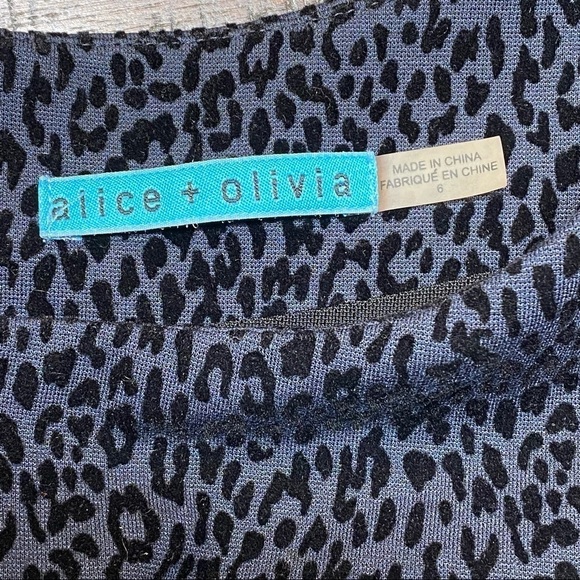 alice + olivia
MADE IN CHINA
FABRIQUÉ EN CHINE
6